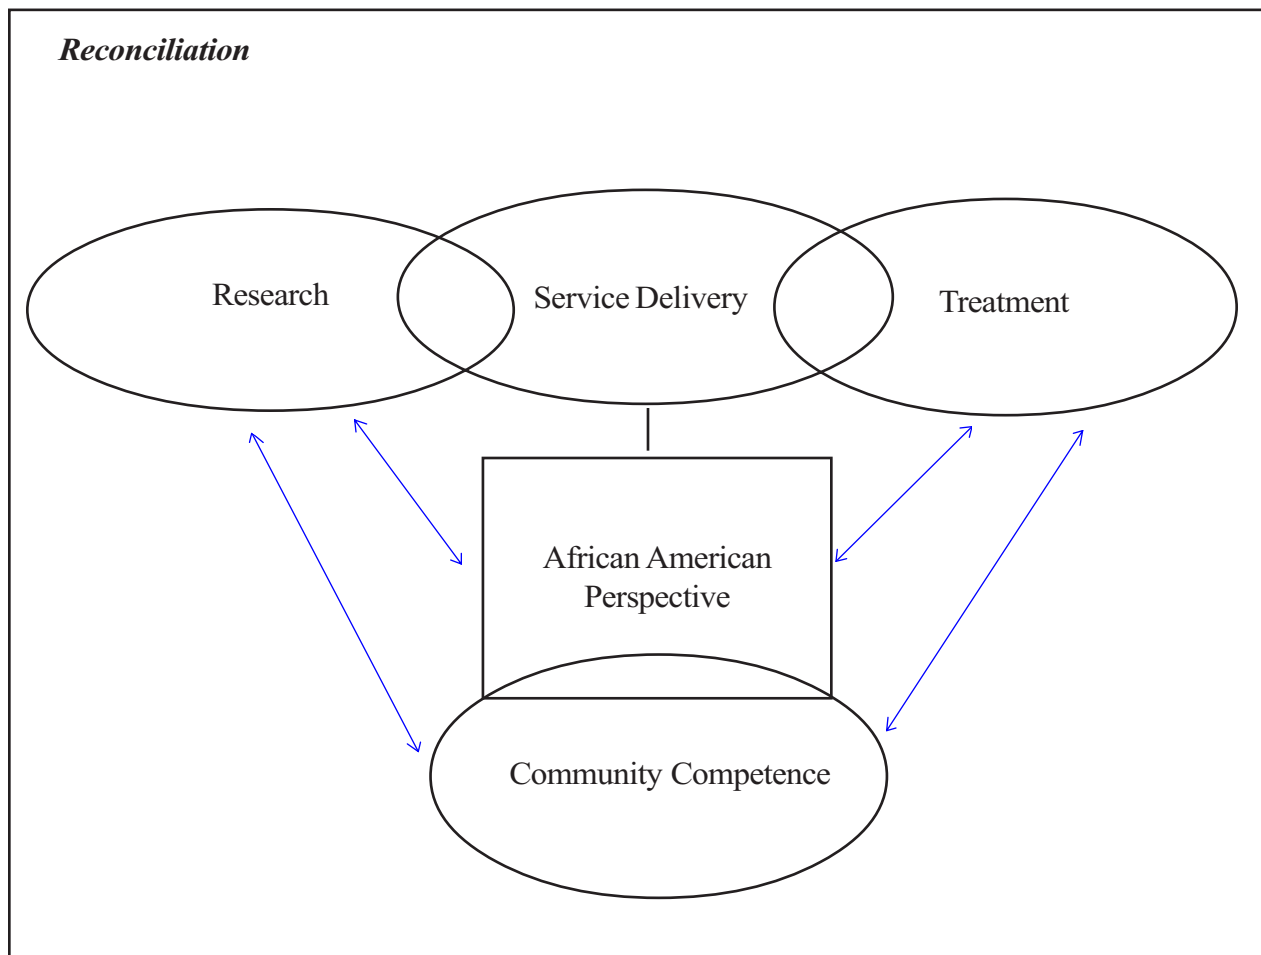 Reconciliation
Research
Service Delivery
Treatment
African American
Perspective
Community Competence